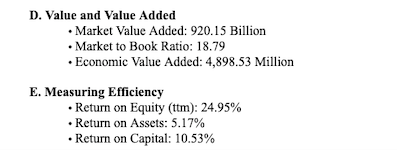 D. Value and Value Added
• Market Value Added: 920.15 Billion
• Market to Book Ratio: 18.79
• Economic Value Added: 4,898.53 Million
E. Measuring Efficiency
• Return on Equity (ttm): 24.95%
• Return on Assets: 5.17%
• Return on Capital: 10.53%